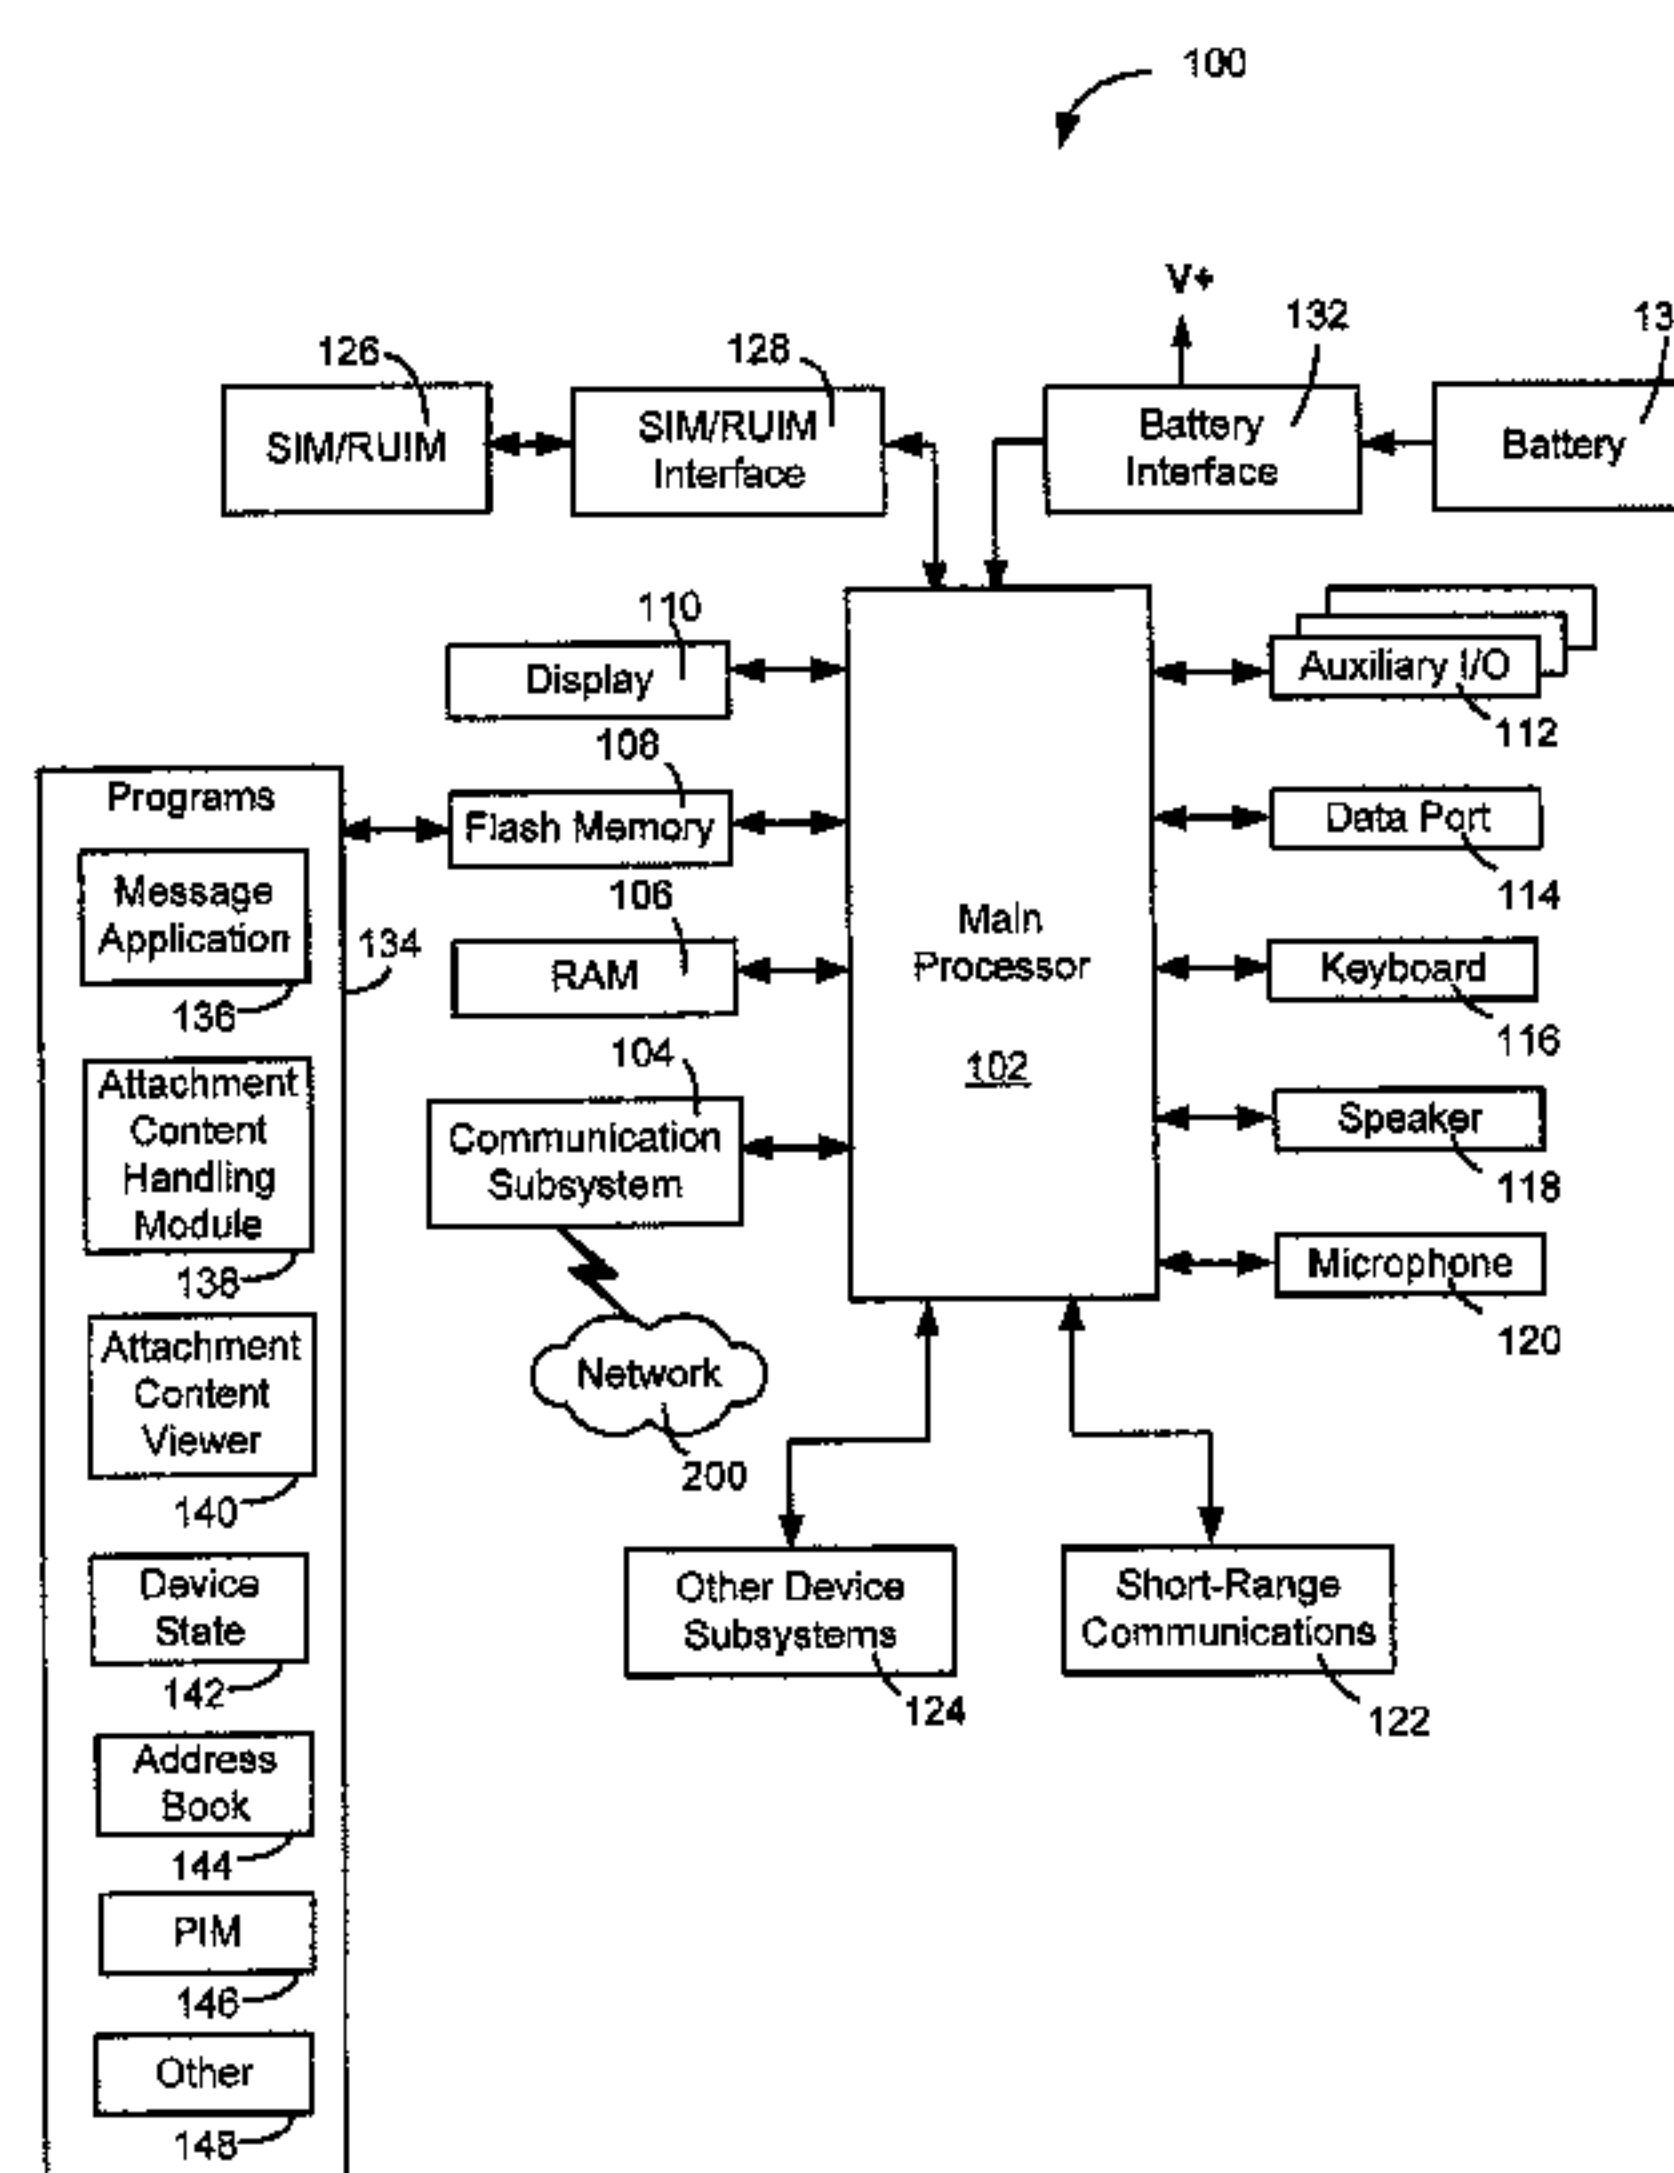 100
V+
132
13
126
128
SIM/RUIM
SIM/RUIM
Interface
Battery
Interface
Battery
110
Display
Auxiliary I/O
112
108
Programs
Flash Memory
Data Port
114
Message
Application
136
134
106
RAM
Main
Processor
102
Keyboard
116
104
Communication
Subsystem
Speaker
118
Attachment
Content
Handling
Module
138
Microphone
120
Network
200
Attachment
Content
Viewer
140
Device
State
142
Other Device
Subsystems
124
Short-Range
Communications
122
Address
Book
144
PIM
146
Other
148